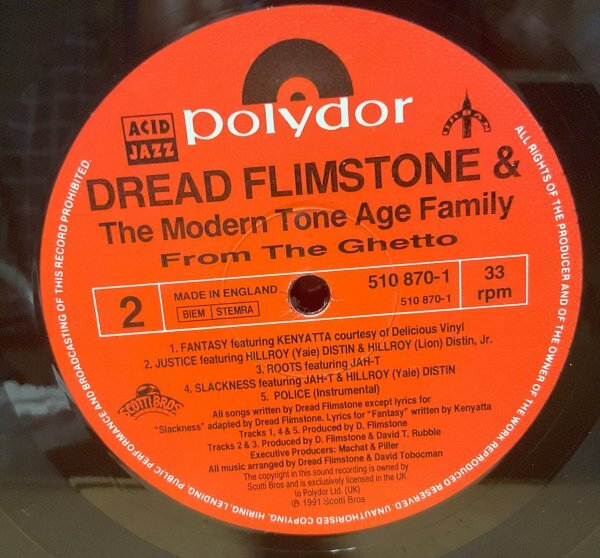 polydor
ACID
JAZZ
URBAN
DREAD FLIMSTONE &
The Modern Tone Age Family
From The Ghetto
2
MADE IN ENGLAND
BIEM STEMRA
510 870-1
510 870-1
33
rpm
1. FANTASY featuring KENYATTA courtesy of Delicious Vinyl
2. JUSTICE featuring HILLROY (Yaie) DISTIN & HILLROY (Lion) Distin, Jr.
3. ROOTS featuring JAH-T
4. SLACKNESS featuring JAH-T & HILLROY (Yaie) DISTIN
5. POLICE (Instrumental)
SCOTTI BROS
All songs written by Dread Flimstone except lyrics for
"Slackness" adapted by Dread Flimstone. Lyrics for "Fantasy" written by Kenyatta
Tracks 1, 4 & 5. Produced by D. Flimstone
Tracks 2 & 3. Produced by D. Flimstone & David T. Rubble
Executive Producers: Machat & Piller
All music arranged by Dread Flimstone & David Tobocman
The copyright in this sound recording is owned by
Scotti Bros and is exclusively licensed in the UK
to Polydor Ltd. (UK)
℗ 1991 Scotti Bros
ALL RIGHTS OF THE PRODUCER AND OF THE OWNER OF THE WORK REPRODUCED RESERVED. UNAUTHORISED COPYING, HIRING, LENDING, PUBLIC PERFORMANCE AND BROADCASTING OF THIS RECORD PROHIBITED.